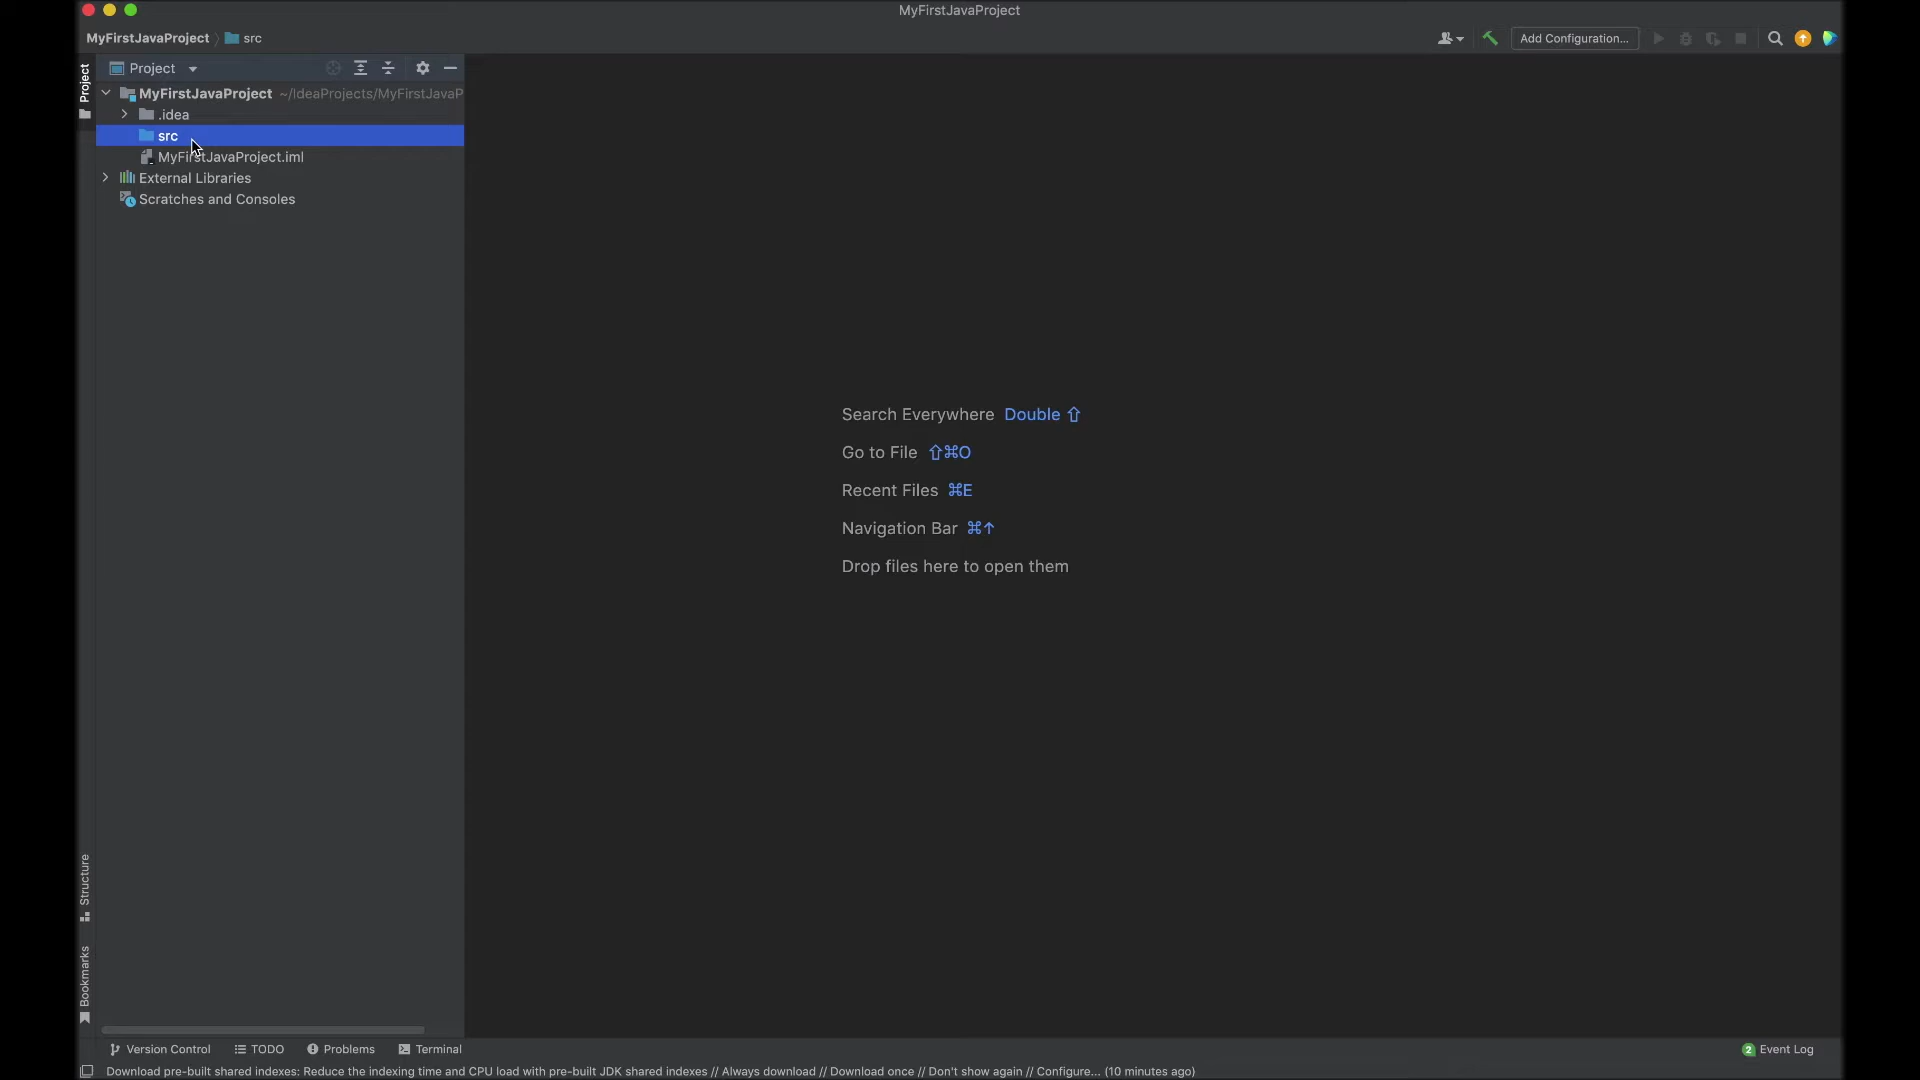 MyFirstJavaProject
MyFirstJavaProject 〉 src
Add Configuration...
Project
Project
MyFirstJavaProject ~/IdeaProjects/MyFirstJavaP
.idea
src
MyFirstJavaProject.iml
External Libraries
Scratches and Consoles
Search Everywhere Double ⇧
Go to File ⇧⌘O
Recent Files ⌘E
Navigation Bar ⌘↑
Drop files here to open them
Structure
Bookmarks
Version Control TODO Problems Terminal
2 Event Log
Download pre-built shared indexes: Reduce the indexing time and CPU load with pre-built JDK shared indexes // Always download // Download once // Don't show again // Configure... (10 minutes ago)